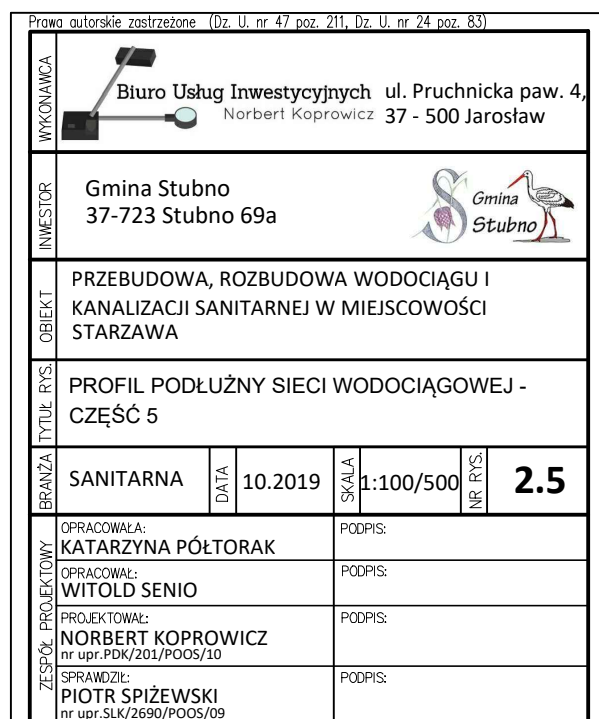 Prawa autorskie zastrzeżone (Dz. U. nr 47 poz. 211, Dz. U. nr 24 poz. 83)
WYKONAWCA
Biuro Usług Inwestycyjnych
Norbert Koprowicz
ul. Pruchnicka paw. 4,
37 - 500 Jarosław
INWESTOR
Gmina Stubno
37-723 Stubno 69a
S
Gmina
Stubno
OBIEKT
PRZEBUDOWA, ROZBUDOWA WODOCIĄGU I
KANALIZACJI SANITARNEJ W MIEJSCOWOŚCI
STARZAWA
TYTUŁ RYS.
PROFIL PODŁUŻNY SIECI WODOCIĄGOWEJ -
CZĘŚĆ 5
BRANŻA
SANITARNA
DATA
10.2019
SKALA
1:100/500
NR RYS.
2.5
ZESPÓŁ PROJEKTOWY
OPRACOWAŁA:
KATARZYNA PÓŁTORAK
PODPIS:
OPRACOWAŁ:
WITOLD SENIO
PODPIS:
PROJEKTOWAŁ:
NORBERT KOPROWICZ
nr upr.PDK/201/POOS/10
PODPIS:
SPRAWDZIŁ:
PIOTR SPIŻEWSKI
nr upr.SLK/2690/POOS/09
PODPIS: